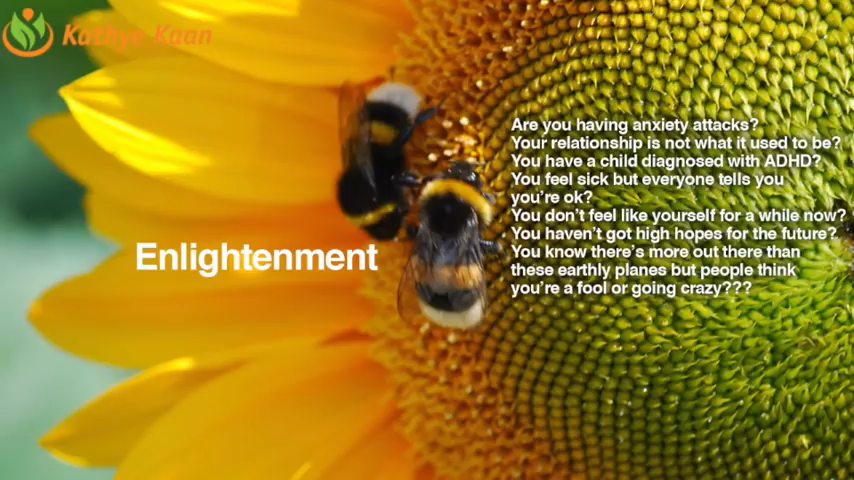 Kathye Kaan
Are you having anxiety attacks?
Your relationship is not what it used to be?
You have a child diagnosed with ADHD?
You feel sick but everyone tells you
you're ok?
You don't feel like yourself for a while now?
You haven't got high hopes for the future?
You know there's more out there than
these earthly planes but people think
you're a fool or going crazy???
Enlightenment